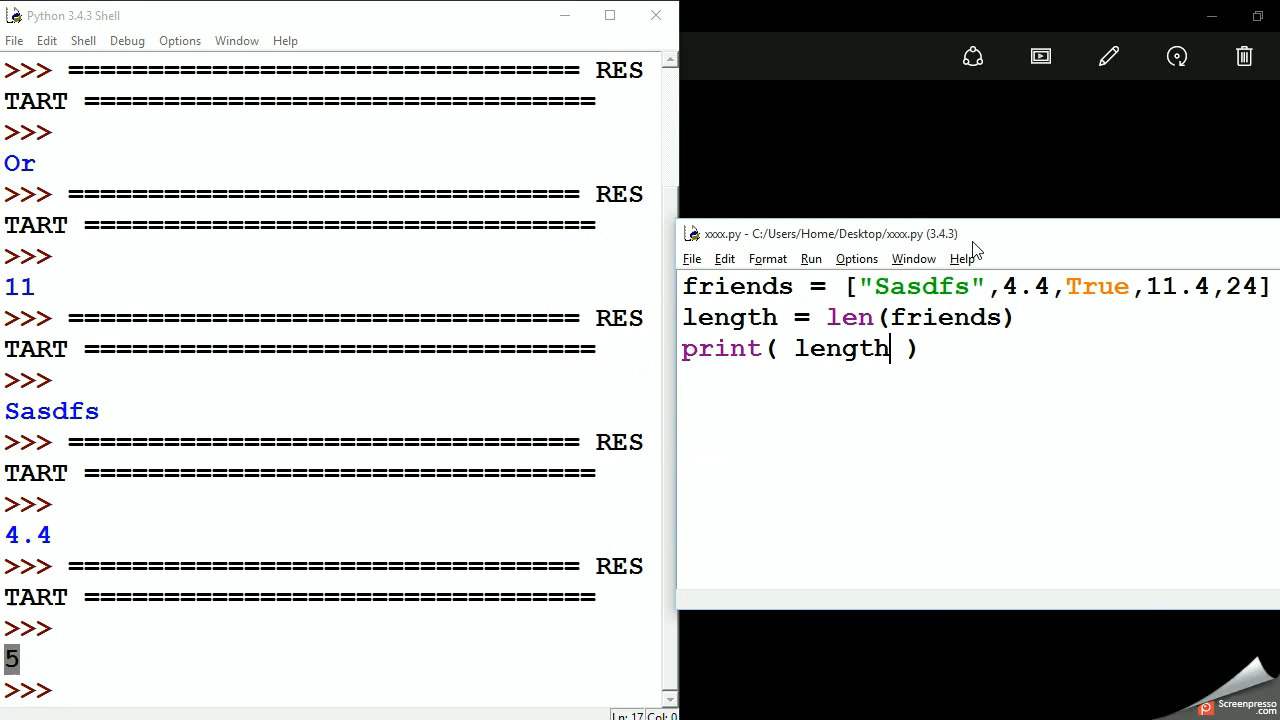 Python 3.4.3 Shell
File Edit Shell Debug Options Window Help
>>> ================================ RES
TART ================================
>>>
Or
>>> ================================ RES
TART ================================
>>>
11
>>> ================================ RES
TART ================================
>>>
Sasdfs
>>> ================================ RES
TART ================================
>>>
4.4
>>> ================================ RES
TART ================================
>>>
5
>>>
Ln: 17 Col: 0
xxxx.py - C:/Users/Home/Desktop/xxxx.py (3.4.3)
File Edit Format Run Options Window Help
friends = ["Sasdfs",4.4,True,11.4,24]
length = len(friends)
print( length )
Screenpresso
.com